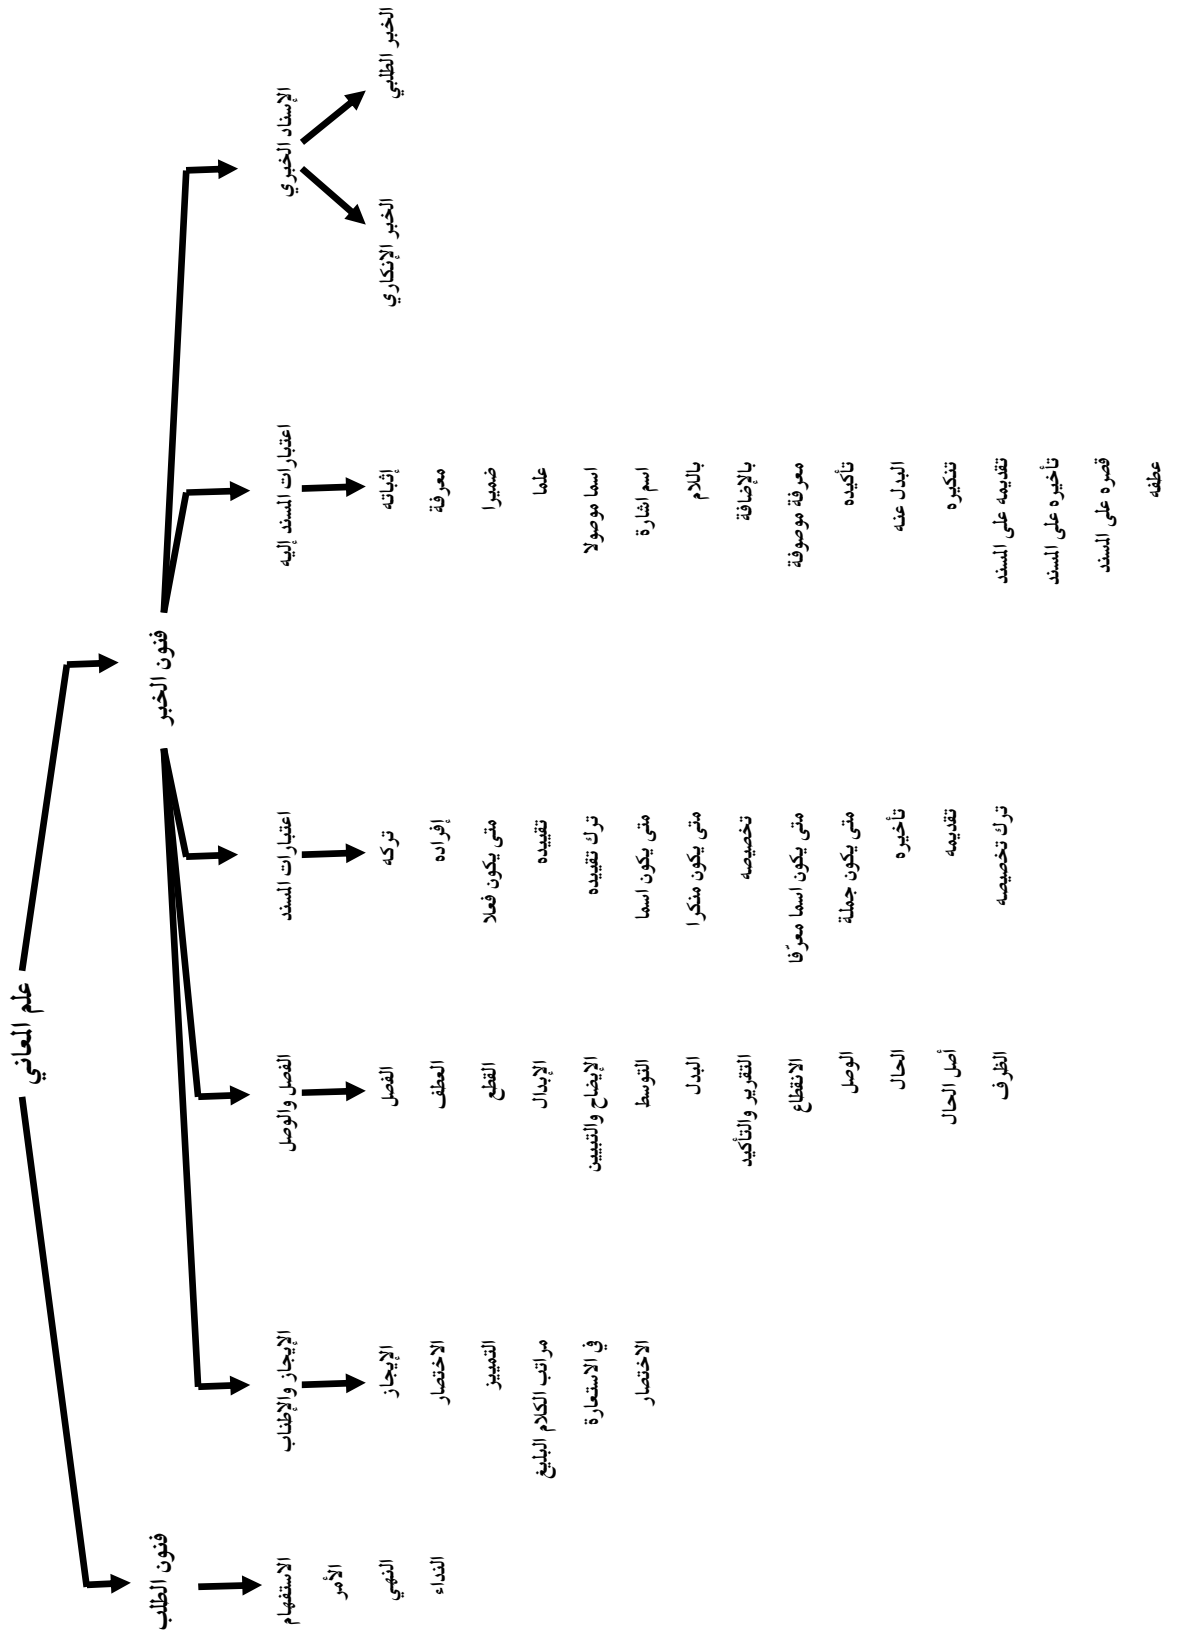 علم المعاني
فنون الخبر
فنون الطلب
الإسناد الخبري
الخبر الطلبي
الخبر الإنكاري
اعتبارات المسند إليه
إثباته
معرفة
ضميرا
علما
اسما موصولا
اسم اشارة
باللام
بالإضافة
معرفة موصوفة
تأكيده
البدل عنه
تنكيره
تقديمه على المسند
تأخيره على المسند
قصره على المسند
عطفه
اعتبارات المسند
تركه
إفراده
متى يكون فعلا
تقييده
ترك تقييده
متى يكون اسما
متى يكون منكرا
تخصيصه
متى يكون اسما معرّفا
متى يكون جملة
تأخيره
تقديمه
ترك تخصيصه
الفصل والوصل
الفصل
العطف
القطع
الإبدال
الإيضاح والتبيين
التوسط
البدل
التقرير والتأكيد
الانقطاع
الوصل
الحال
أصل الحال
الظرف
الإيجاز والإطناب
الإيجاز
الاختصار
التمييز
مراتب الكلام البليغ
في الاستعارة
الاختصار
الاستفهام
الأمر
النهي
النداء